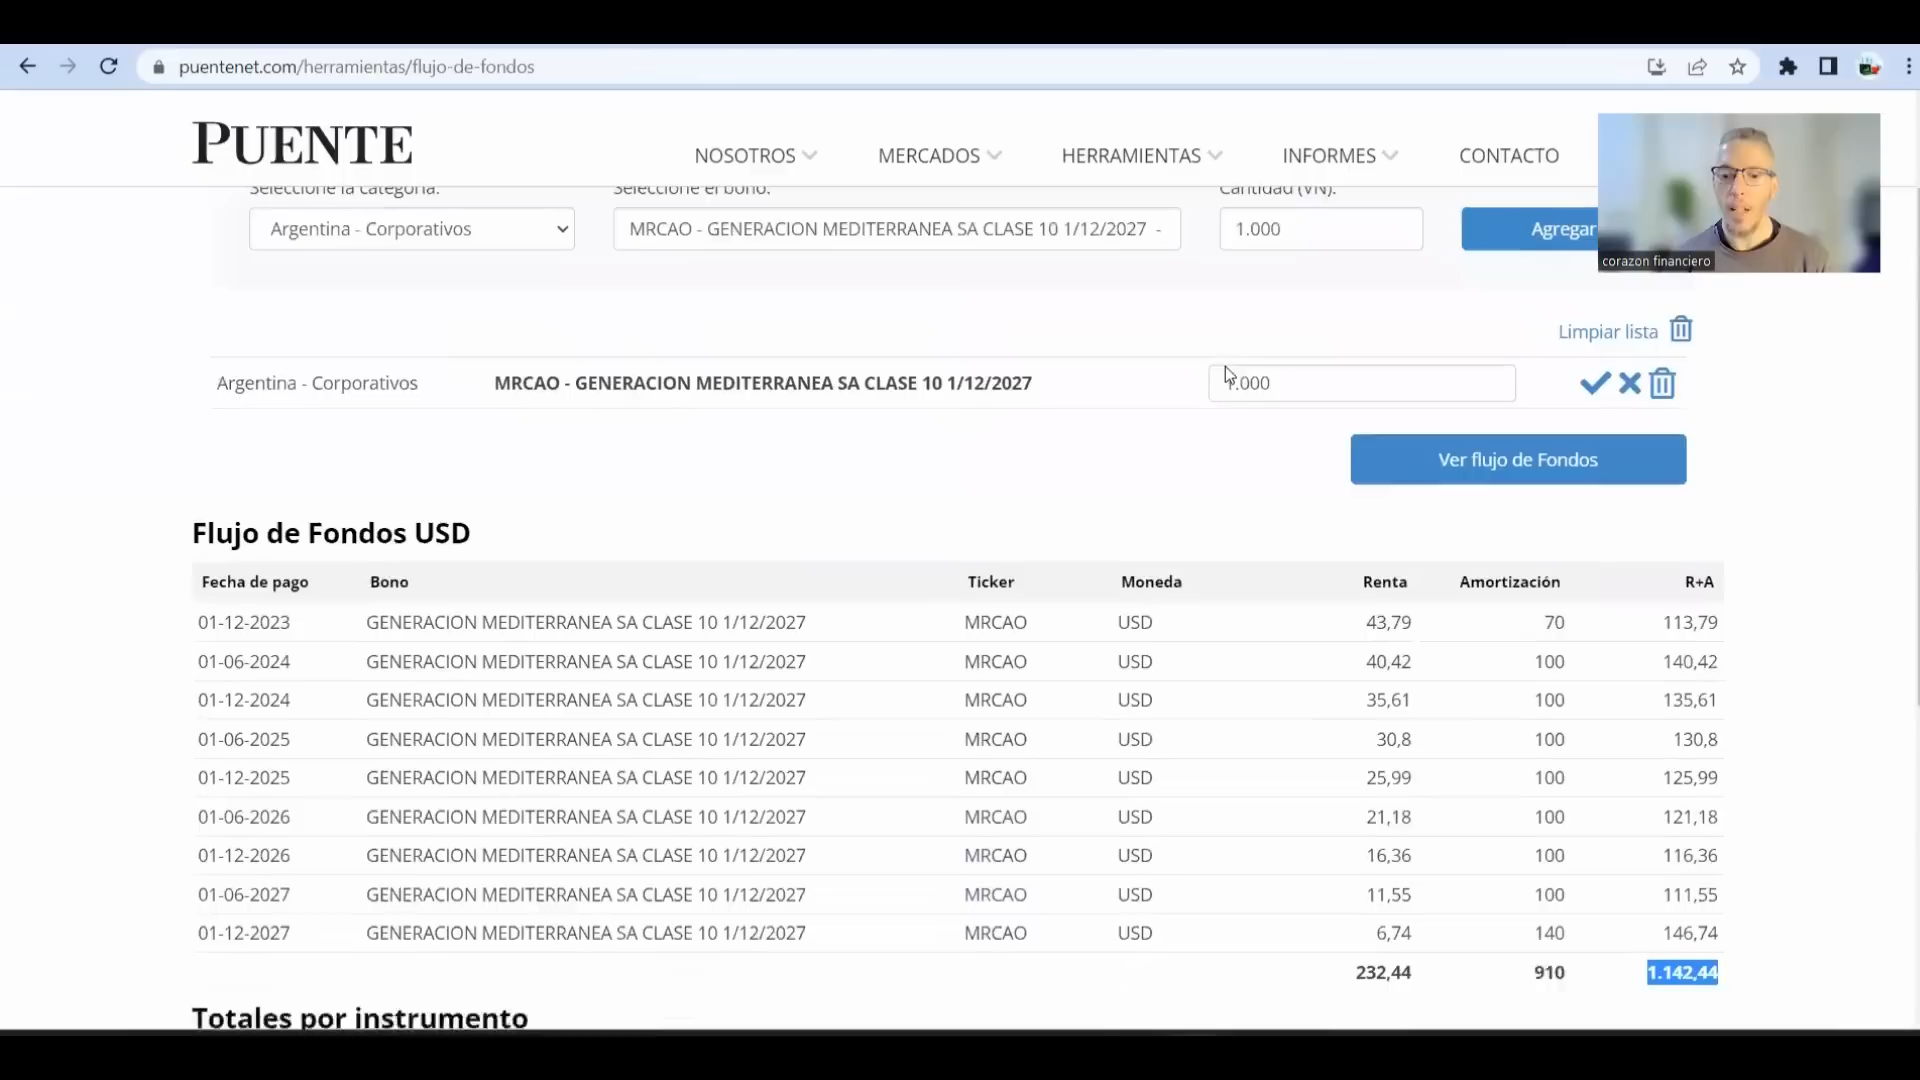 puentenet.com/herramientas/flujo-de-fondos
PUENTE
NOSOTROS MERCADOS HERRAMIENTAS INFORMES CONTACTO
Seleccione la categoría: Seleccione el bono: Cantidad (VN):
Argentina - Corporativos MRCAO - GENERACION MEDITERRANEA SA CLASE 10 1/12/2027 - 1.000 Agregar
corazon financiero
Limpiar lista
Argentina - Corporativos MRCAO - GENERACION MEDITERRANEA SA CLASE 10 1/12/2027 1.000
Ver flujo de Fondos
Flujo de Fondos USD
Fecha de pago Bono Ticker Moneda Renta Amortización R+A
01-12-2023 GENERACION MEDITERRANEA SA CLASE 10 1/12/2027 MRCAO USD 43,79 70 113,79
01-06-2024 GENERACION MEDITERRANEA SA CLASE 10 1/12/2027 MRCAO USD 40,42 100 140,42
01-12-2024 GENERACION MEDITERRANEA SA CLASE 10 1/12/2027 MRCAO USD 35,61 100 135,61
01-06-2025 GENERACION MEDITERRANEA SA CLASE 10 1/12/2027 MRCAO USD 30,8 100 130,8
01-12-2025 GENERACION MEDITERRANEA SA CLASE 10 1/12/2027 MRCAO USD 25,99 100 125,99
01-06-2026 GENERACION MEDITERRANEA SA CLASE 10 1/12/2027 MRCAO USD 21,18 100 121,18
01-12-2026 GENERACION MEDITERRANEA SA CLASE 10 1/12/2027 MRCAO USD 16,36 100 116,36
01-06-2027 GENERACION MEDITERRANEA SA CLASE 10 1/12/2027 MRCAO USD 11,55 100 111,55
01-12-2027 GENERACION MEDITERRANEA SA CLASE 10 1/12/2027 MRCAO USD 6,74 140 146,74
232,44 910 1.142,44
Totales por instrumento